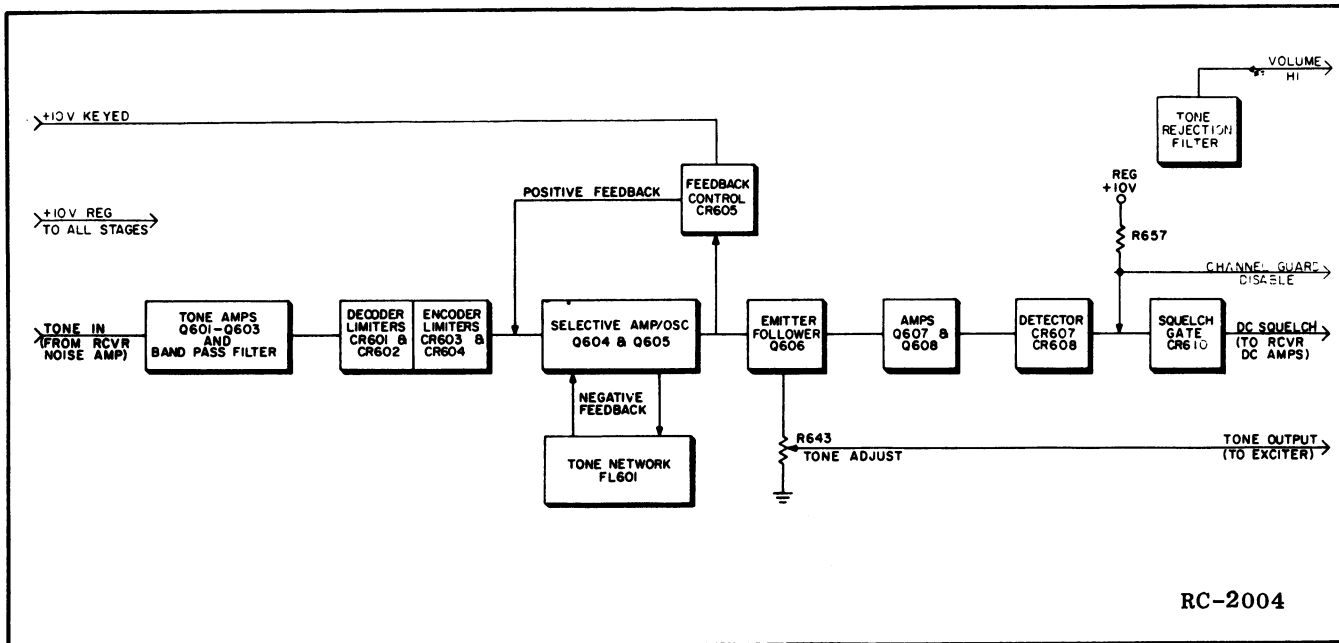 VOLUME
HI
+10V KEYED
TONE
REJECTION
FILTER
FEEDBACK
CONTROL
CR605
POSITIVE FEEDBACK
REG
+10V
+10V REG
TO ALL STAGES
R657
CHANNEL GUARD
DISABLE
TONE IN
(FROM RCVR
NOISE AMP)
TONE AMPS
Q601-Q603
AND
BAND PASS FILTER
DECODER
LIMITERS
CR601 &
CR602
ENCODER
LIMITERS
CR603 &
CR604
SELECTIVE AMP/OSC
Q604 & Q605
EMITTER
FOLLOWER
Q606
AMPS
Q607 &
Q608
DETECTOR
CR607
CR608
SQUELCH
GATE
CR610
DC SQUELCH
(TO RCVR
DC AMPS)
NEGATIVE
FEEDBACK
TONE NETWORK
FL601
R643
TONE ADJUST
TONE OUTPUT
(TO EXCITER)
RC-2004